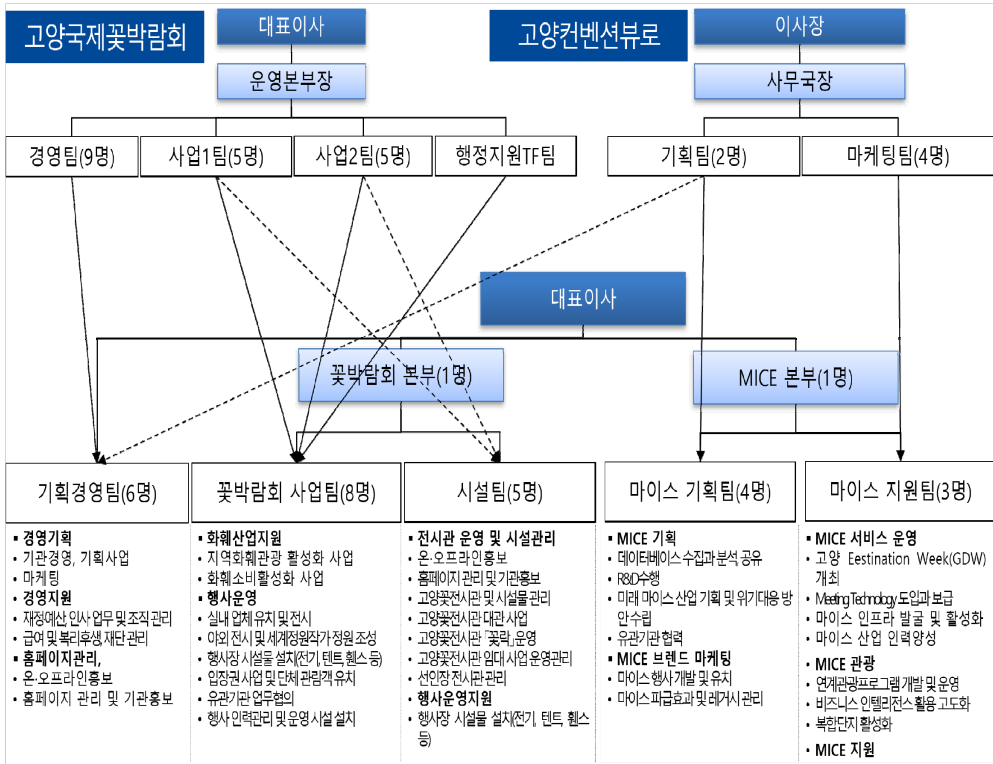 고양국제꽃박람회
대표이사
고양컨벤션뷰로
이사장
운영본부장
사무국장
경영팀(9명)
사업1팀(5명)
사업2팀(5명)
행정지원TF팀
기획팀(2명)
마케팅팀(4명)
대표이사
꽃박람회 본부(1명)
MICE 본부(1명)
기획경영팀(6명)
▪ 경영기획
• 기관경영, 기획사업
• 마케팅
▪ 경영지원
• 재정예산, 인사 업무 및 조직 관리
• 급여 및 복리후생, 재단 관리
▪ 홈페이지관리,
• 온·오프라인홍보
• 홈페이지 관리 및 기관홍보
꽃박람회 사업팀(8명)
▪ 화훼산업지원
• 지역화훼관광 활성화 사업
• 화훼소비활성화 사업
▪ 행사운영
• 실내 업체 유치 및 전시
• 야외 전시 및 세계정원작가 정원 조성
• 행사장 시설물 설치(전기, 텐트, 휀스 등)
• 입장권 사업 및 단체 관람객 유치
• 유관기관 업무협의
• 행사 인력관리 및 운영 시설 설치
시설팀(5명)
▪ 전시관 운영 및 시설관리
• 온·오프라인홍보
• 홈페이지 관리 및 기관홍보
• 고양꽃전시관 및 시설물 관리
• 고양꽃전시관 대관 사업
• 고양꽃전시관 「꽃락」 운영
• 고양꽃전시관 임대 사업 운영관리
• 선인장 전시관 관리
▪ 행사운영지원
• 행사장 시설물 설치(전기, 텐트, 휀스
등)
마이스 기획팀(4명)
▪ MICE 기획
• 데이터베이스 수집과 분석 공유
• R&D수행
• 미래 마이스 산업 기획 및 위기대응 방
안 수립
• 유관기관 협력
▪ MICE 브랜드 마케팅
• 마이스 행사 개발 및 유치
• 마이스 파급효과 및 레거시 관리
마이스 지원팀(3명)
▪ MICE 서비스 운영
• 고양 Eestination Week(GDW)
개최
• Meeting Technology 도입과 보급
• 마이스 인프라 발굴 및 활성화
• 마이스 산업 인력양성
▪ MICE 관광
• 연계관광프로그램 개발 및 운영
• 비즈니스 인텔리전스 활용 고도화
• 복합단지 활성화
▪ MICE 지원